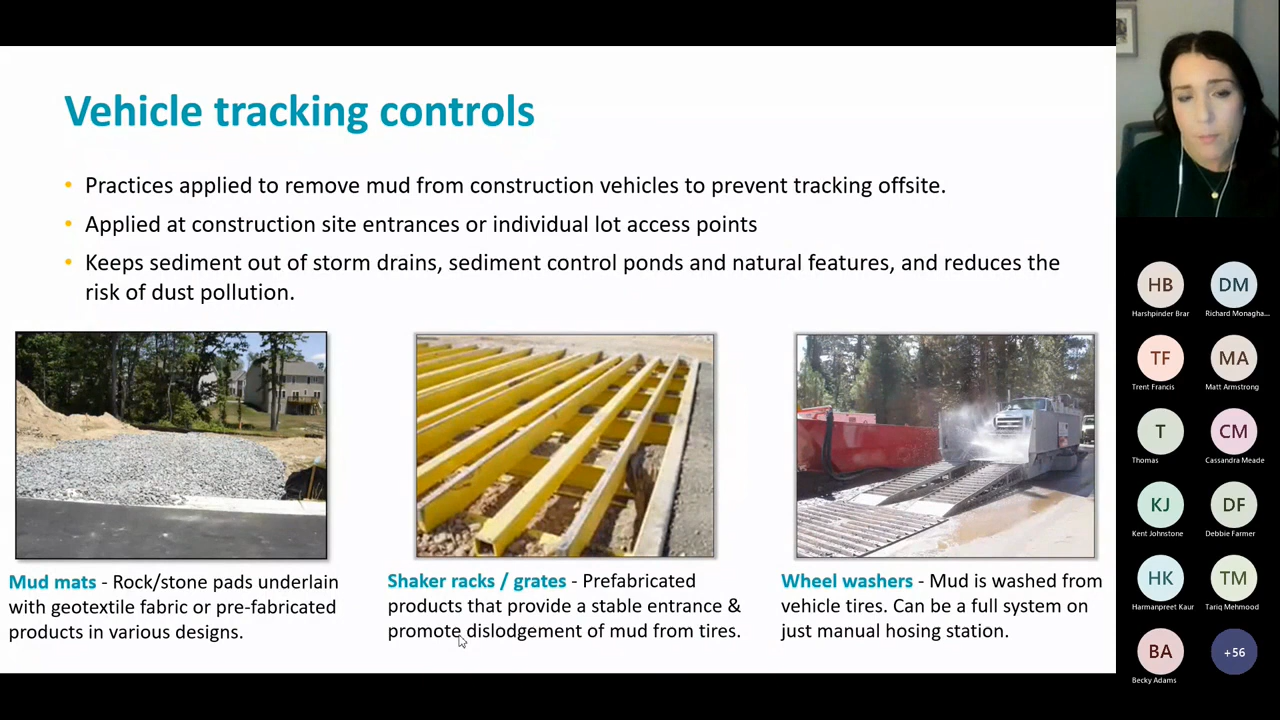 Vehicle tracking controls
• Practices applied to remove mud from construction vehicles to prevent tracking offsite.
• Applied at construction site entrances or individual lot access points
• Keeps sediment out of storm drains, sediment control ponds and natural features, and reduces the
risk of dust pollution.
Mud mats - Rock/stone pads underlain
with geotextile fabric or pre-fabricated
products in various designs.
Shaker racks / grates - Prefabricated
products that provide a stable entrance &
promote dislodgement of mud from tires.
Wheel washers - Mud is washed from
vehicle tires. Can be a full system on
just manual hosing station.
HB
Harshpinder Brar
DM
Richard Monagha...
TF
Trent Francis
MA
Matt Armstrong
T
Thomas
CM
Cassandra Meade
KJ
Kent Johnstone
DF
Debbie Farmer
HK
Harmanpreet Kaur
TM
Tariq Mehmood
BA
Becky Adams
+56